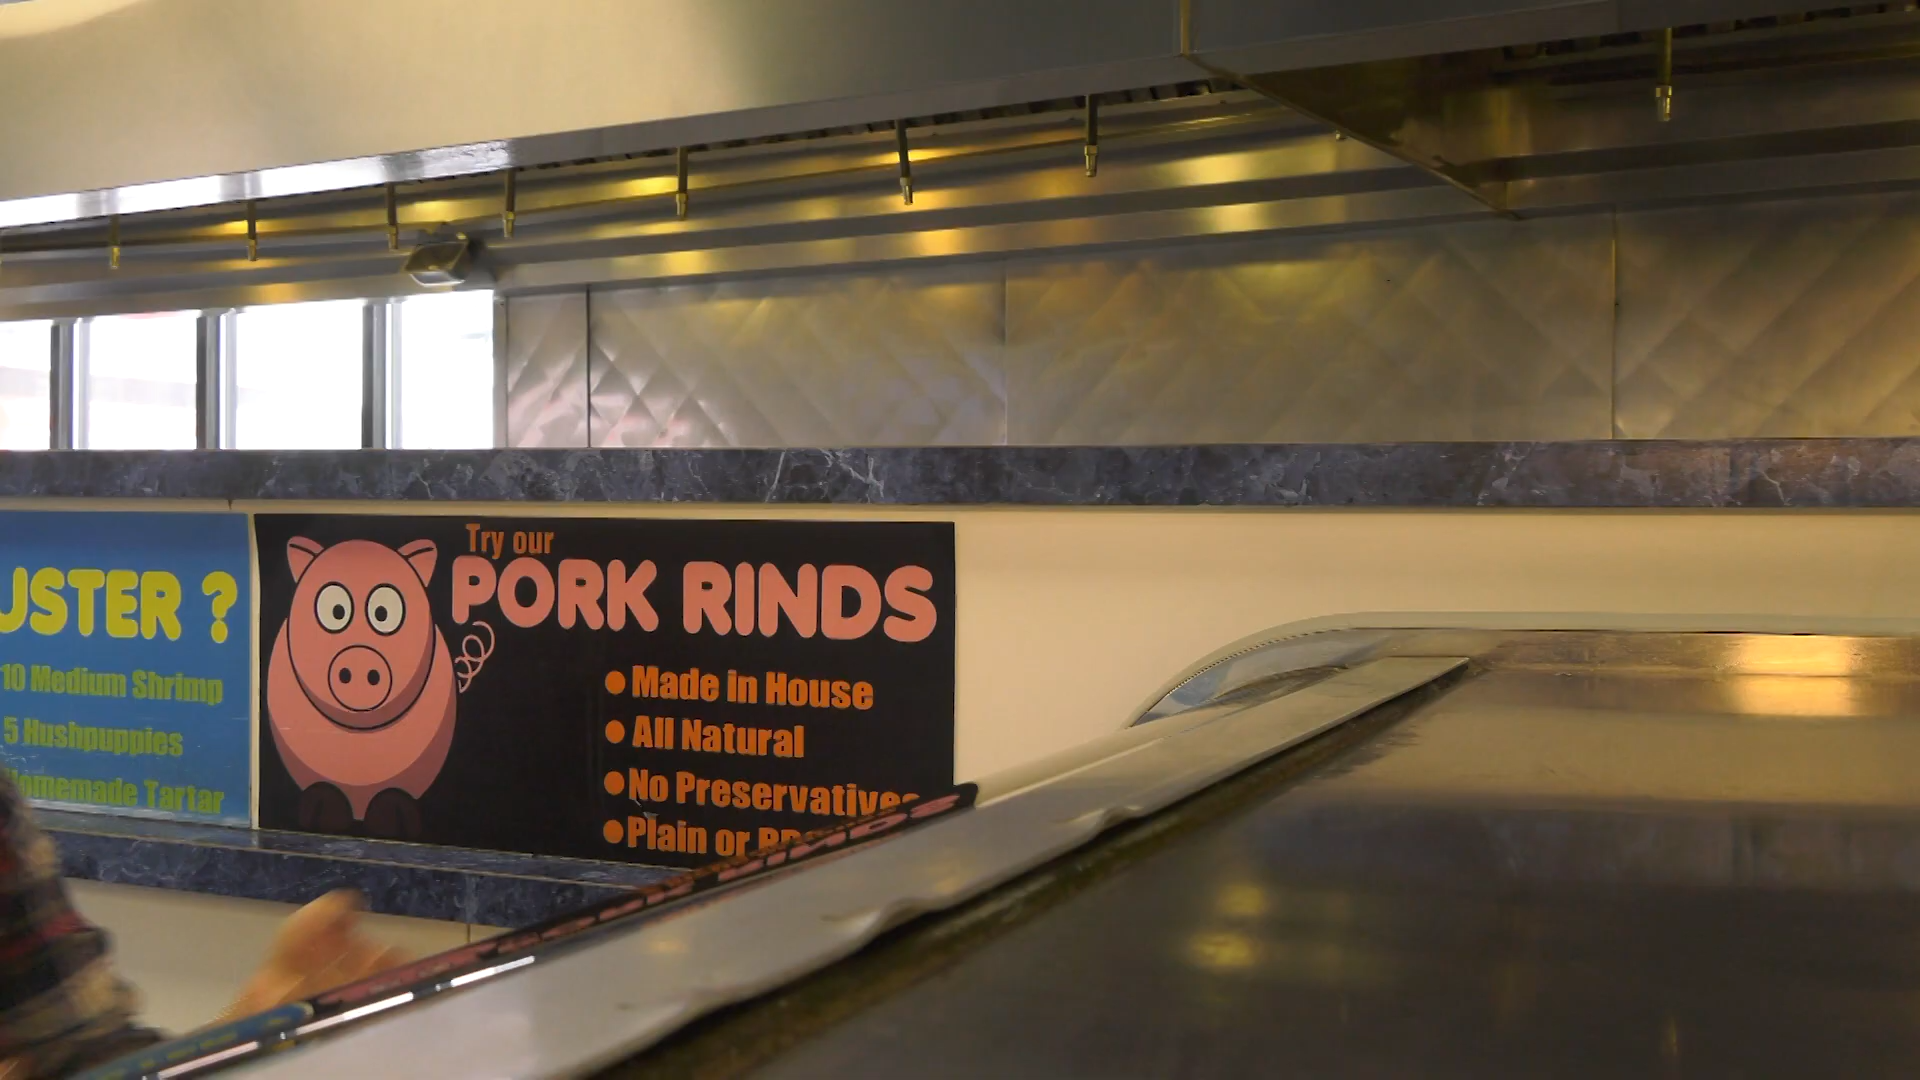 USTER ?
10 Medium Shrimp
5 Hushpuppies
Homemade Tartar
Try our
PORK RINDS
● Made in House
● All Natural
● No Preservatives
● Plain or